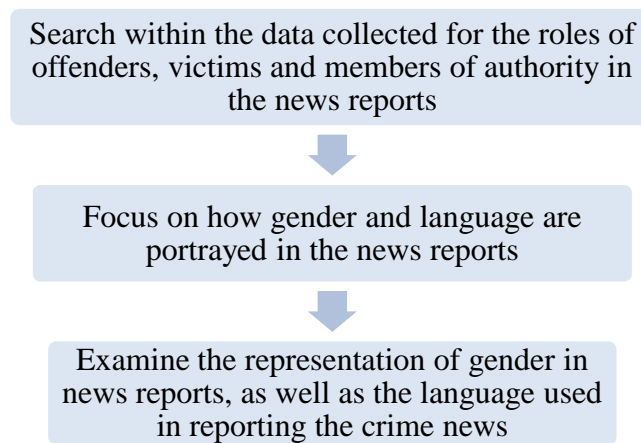 Search within the data collected for the roles of
offenders, victims and members of authority in
the news reports
Focus on how gender and language are
portrayed in the news reports
Examine the representation of gender in
news reports, as well as the language used
in reporting the crime news